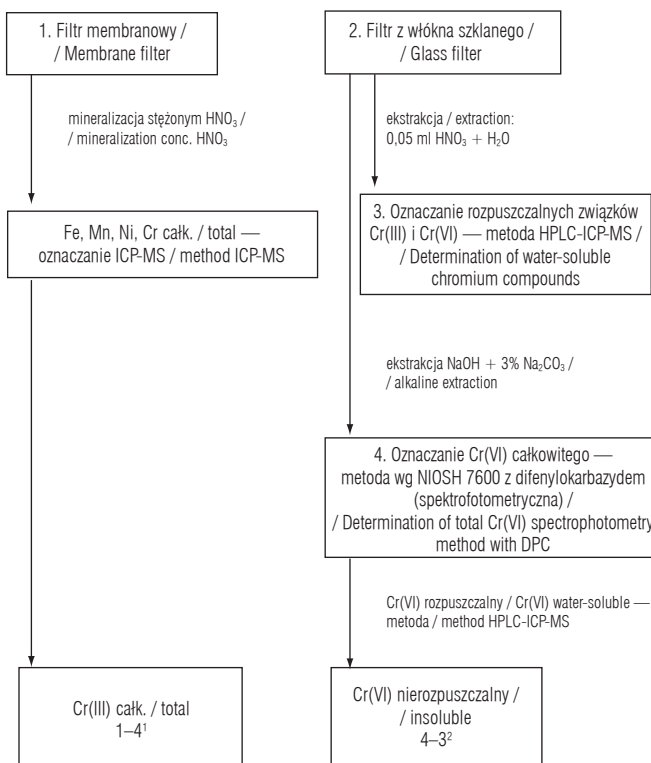 1. Filtr membranowy /
/ Membrane filter
2. Filtr z włókna szklanego /
/ Glass filter
mineralizacja stężonym HNO₃ /
/ mineralization conc. HNO₃
ekstrakcja / extraction:
0,05 ml HNO₃ + H₂O
Fe, Mn, Ni, Cr całk. / total —
oznaczanie ICP-MS / method ICP-MS
3. Oznaczanie rozpuszczalnych związków
Cr(III) i Cr(VI) — metoda HPLC-ICP-MS /
/ Determination of water-soluble
chromium compounds
ekstrakcja NaOH + 3% Na₂CO₃ /
/ alkaline extraction
4. Oznaczanie Cr(VI) całkowitego —
metoda wg NIOSH 7600 z difenylokarbazydem
(spektrofotometryczna) /
/ Determination of total Cr(VI) spectrophotometry
method with DPC
Cr(VI) rozpuszczalny / Cr(VI) water-soluble —
metoda / method HPLC-ICP-MS
Cr(III) całk. / total
1–4¹
Cr(VI) nierozpuszczalny /
/ insoluble
4–3²